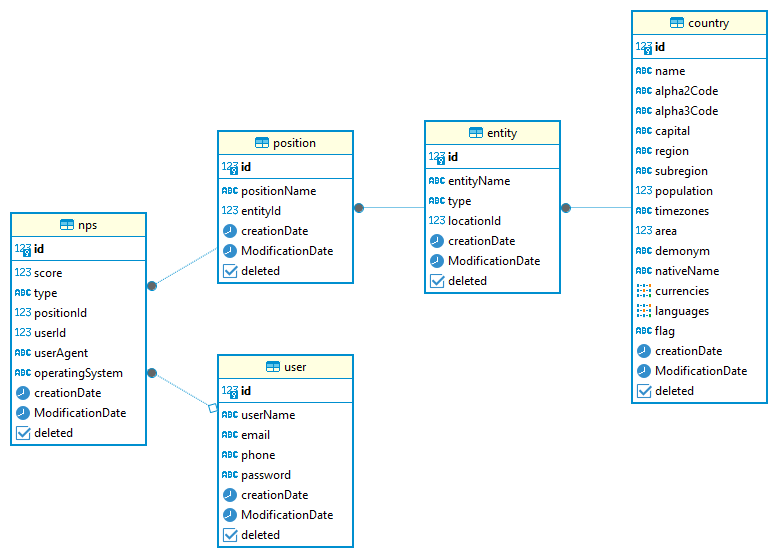 country
123 id
ABC name
ABC alpha2Code
ABC alpha3Code
ABC capital
ABC region
ABC subregion
123 population
ABC timezones
123 area
ABC demonym
ABC nativeName
currencies
languages
ABC flag
creationDate
ModificationDate
deleted
entity
123 id
ABC entityName
ABC type
123 locationId
creationDate
ModificationDate
deleted
position
123 id
ABC positionName
123 entityId
creationDate
ModificationDate
deleted
nps
123 id
123 score
ABC type
123 positionId
123 userId
ABC userAgent
ABC operatingSystem
creationDate
ModificationDate
deleted
user
123 id
ABC userName
ABC email
ABC phone
ABC password
creationDate
ModificationDate
deleted